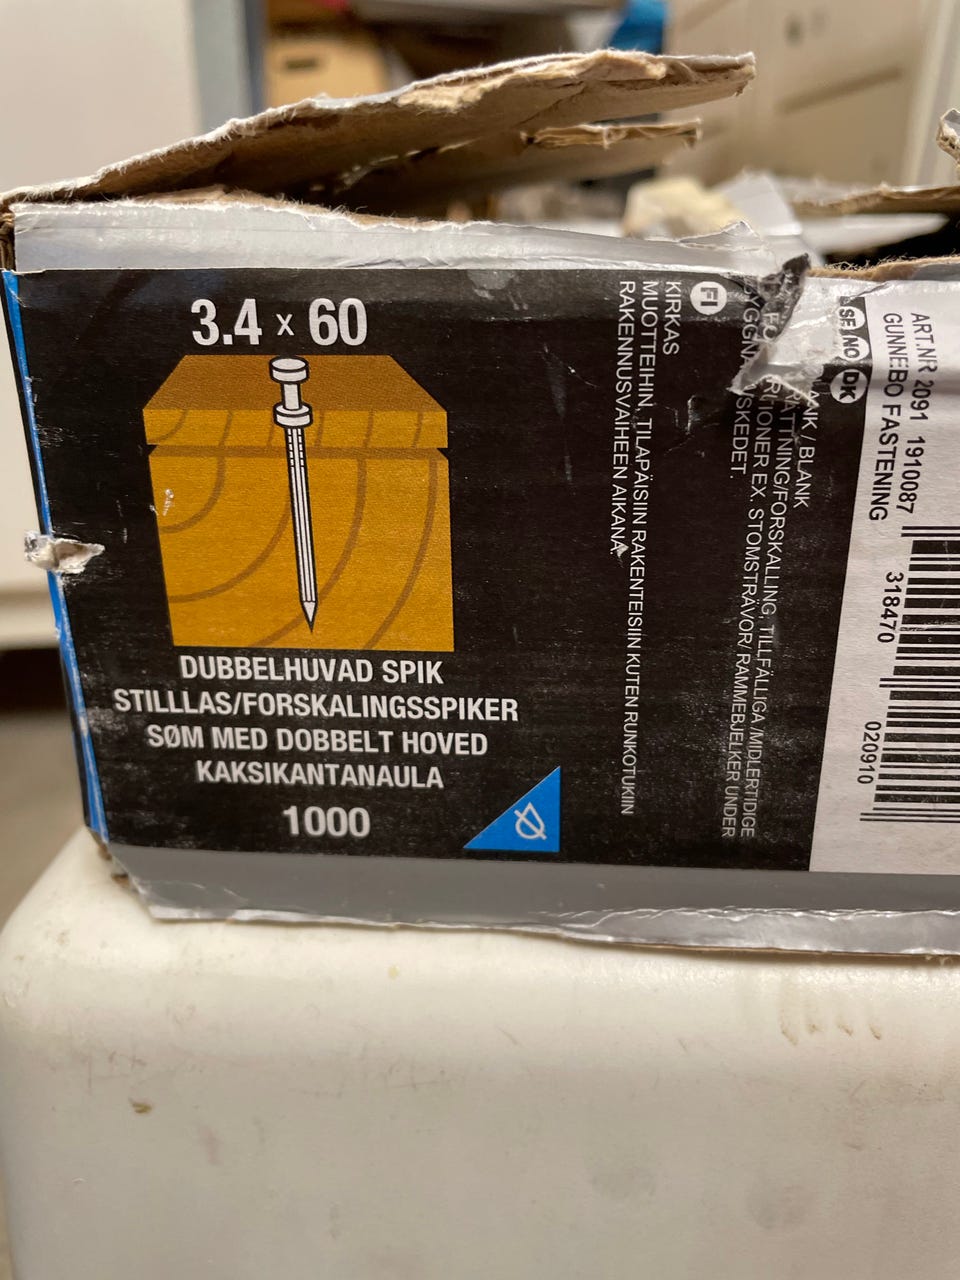 3.4 x 60
DUBBELHUVAD SPIK
STILLLAS/FORSKALINGSSPIKER
SØM MED DOBBELT HOVED
KAKSIKANTANAULA
1000
FI
KIRKAS
MUOTTEIHIN, TILAPÄISIIN RAKENTEISIIN KUTEN RUNKOTUKIIN
RAKENNUSVAIHEEN AIKANA
SE/NO DK
/BLANK
/FORSKALLING, TILLFÄLLIGA/MIDLERTIDIGE
EX. STOMSTRÄVOR/RAMMEBJELKER UNDER
ART.NR 2091 1910087
GUNNEBO FASTENING
318470
020910